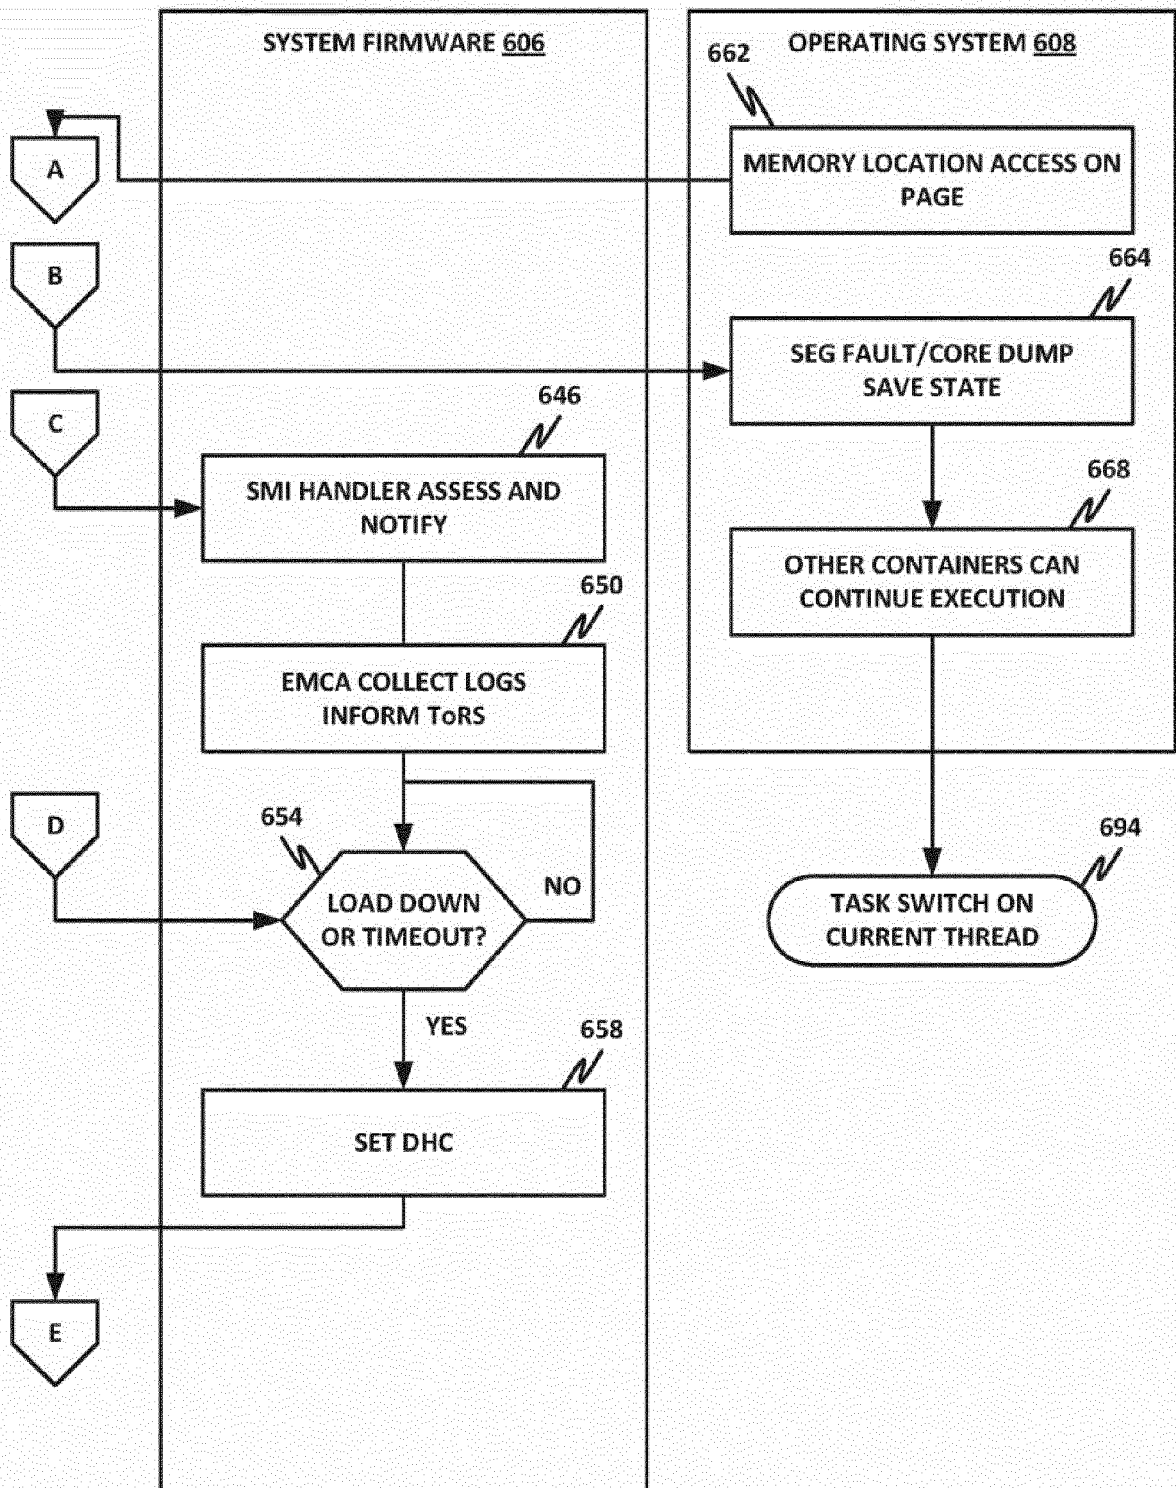 SYSTEM FIRMWARE 606
OPERATING SYSTEM 608
662
A
MEMORY LOCATION ACCESS ON
PAGE
B
664
SEG FAULT/CORE DUMP
SAVE STATE
C
646
SMI HANDLER ASSESS AND
NOTIFY
668
OTHER CONTAINERS CAN
CONTINUE EXECUTION
650
EMCA COLLECT LOGS
INFORM ToRS
D
654
LOAD DOWN
OR TIMEOUT?
NO
694
TASK SWITCH ON
CURRENT THREAD
YES
658
SET DHC
E